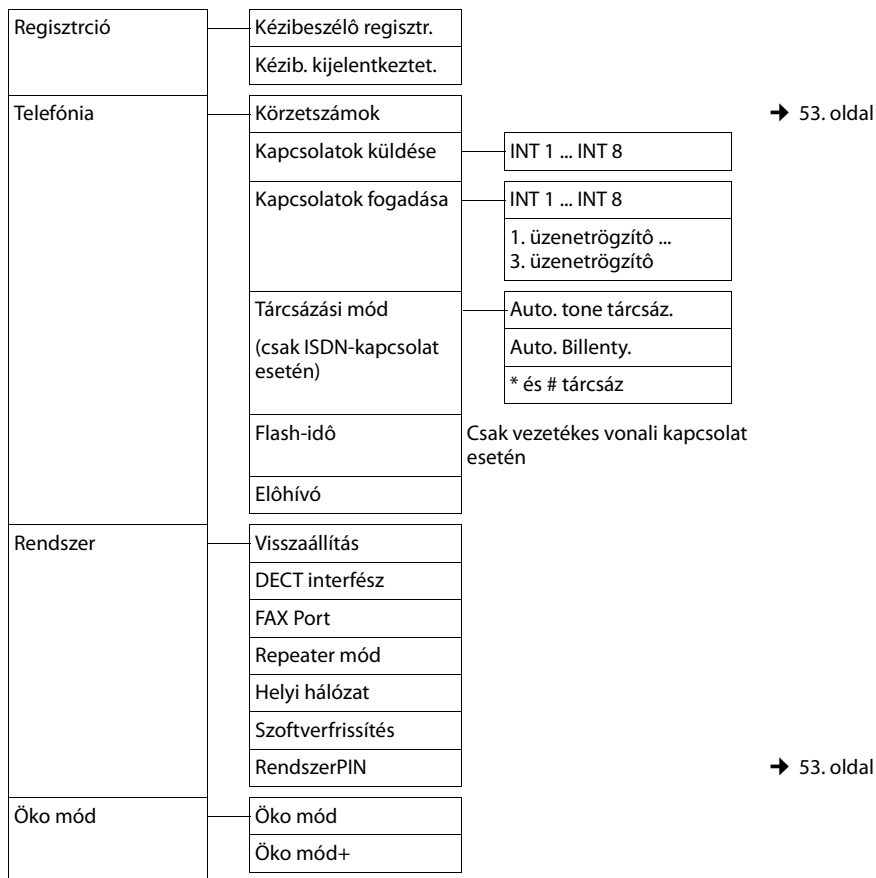 Regisztrció
Kézibeszélô regisztr.
Kézib. kijelentkeztet.
Telefónia
Körzetszámok
➔ 53. oldal
Kapcsolatok küldése
INT 1 ... INT 8
Kapcsolatok fogadása
INT 1 ... INT 8
1. üzenetrögzítô ...
3. üzenetrögzítô
Tárcsázási mód
(csak ISDN-kapcsolat
esetén)
Auto. tone tárcsáz.
Auto. Billenty.
* és # tárcsáz
Flash-idô
Csak vezetékes vonali kapcsolat
esetén
Elôhívó
Rendszer
Visszaállítás
DECT interfész
FAX Port
Repeater mód
Helyi hálózat
Szoftverfrissítés
RendszerPIN
➔ 53. oldal
Öko mód
Öko mód
Öko mód+